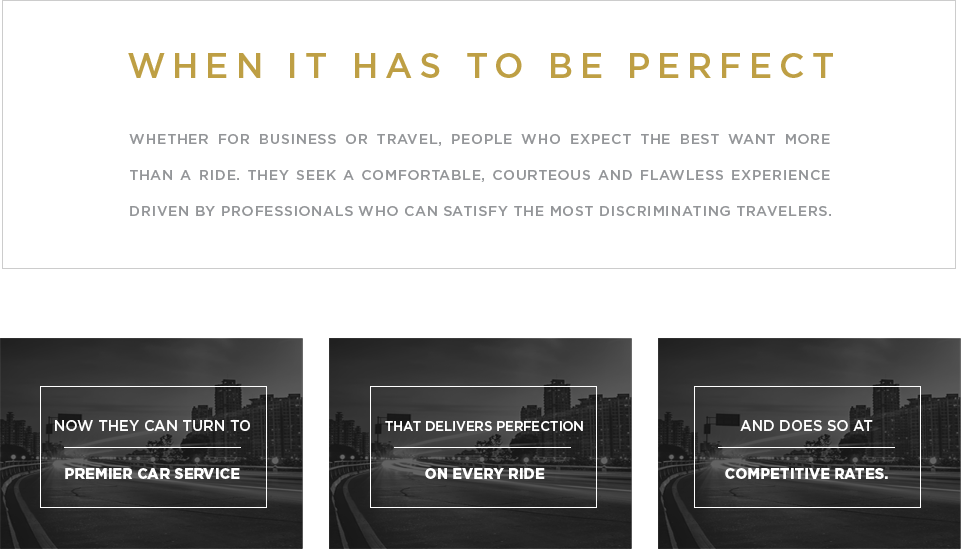 WHEN IT HAS TO BE PERFECT
WHETHER FOR BUSINESS OR TRAVEL, PEOPLE WHO EXPECT THE BEST WANT MORE
THAN A RIDE. THEY SEEK A COMFORTABLE, COURTEOUS AND FLAWLESS EXPERIENCE
DRIVEN BY PROFESSIONALS WHO CAN SATISFY THE MOST DISCRIMINATING TRAVELERS.
NOW THEY CAN TURN TO
PREMIER CAR SERVICE
THAT DELIVERS PERFECTION
ON EVERY RIDE
AND DOES SO AT
COMPETITIVE RATES.